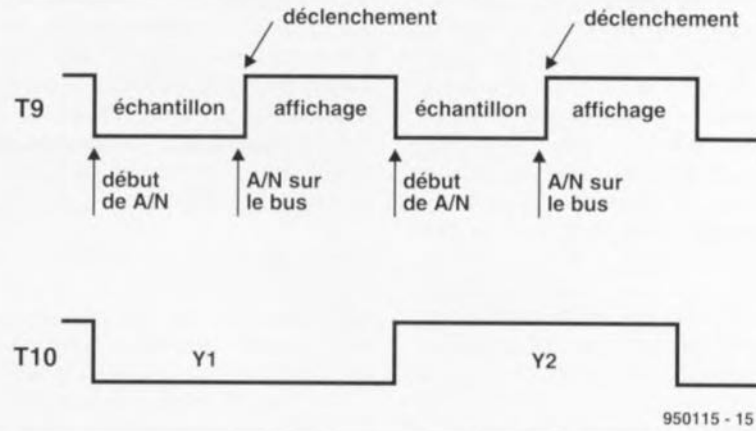 déclenchement
déclenchement
T9
échantillon
affichage
échantillon
affichage
début
de A/N
A/N sur
le bus
début
de A/N
A/N sur
le bus
T10
Y1
Y2
950115 - 15